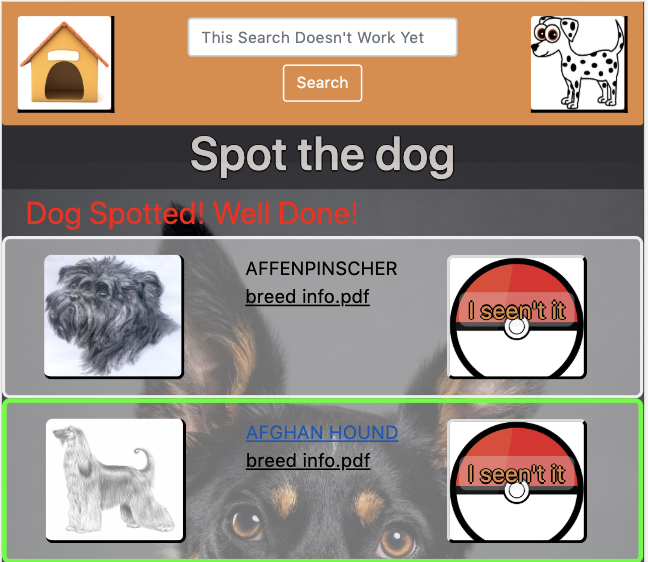 This Search Doesn't Work Yet
Search
Spot the dog
Dog Spotted! Well Done!
AFFENPINSCHER
breed info.pdf
I seen't it
AFGHAN HOUND
breed info.pdf
I seen't it